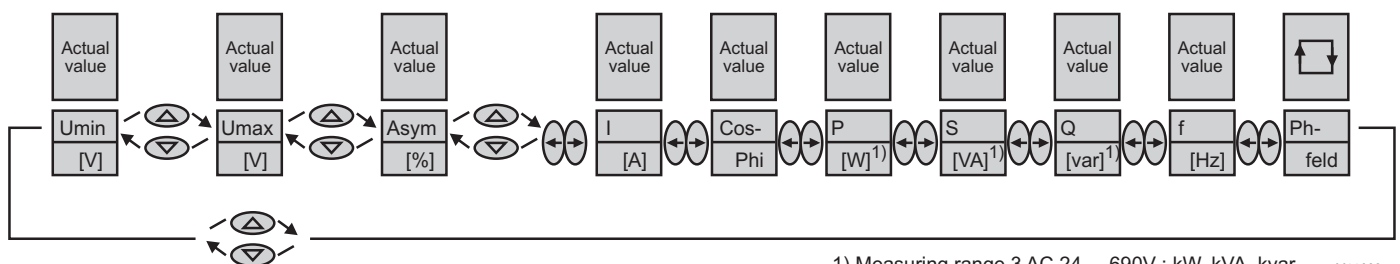 Actual value
Actual value
Actual value
Actual value
Actual value
Actual value
Actual value
Actual value
Actual value
Umin
[V]
Umax
[V]
Asym
[%]
I
[A]
Cos-
Phi
P
[W]1)
S
[VA]1)
Q
[var]1)
f
[Hz]
Ph-
feld
1) Measuring range 3 AC 24 ... 690V : kW, kVA, kvar